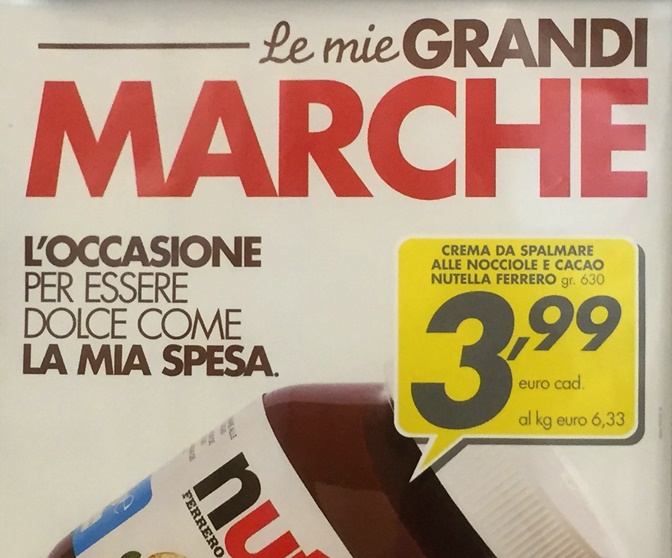 Le mie GRANDI
MARCHE
L'OCCASIONE
PER ESSERE
DOLCE COME
LA MIA SPESA.
CREMA DA SPALMARE
ALLE NOCCIOLE E CACAO
NUTELLA FERRERO gr. 630
3,99
euro cad.
al kg euro 6,33
nut
FERRERO